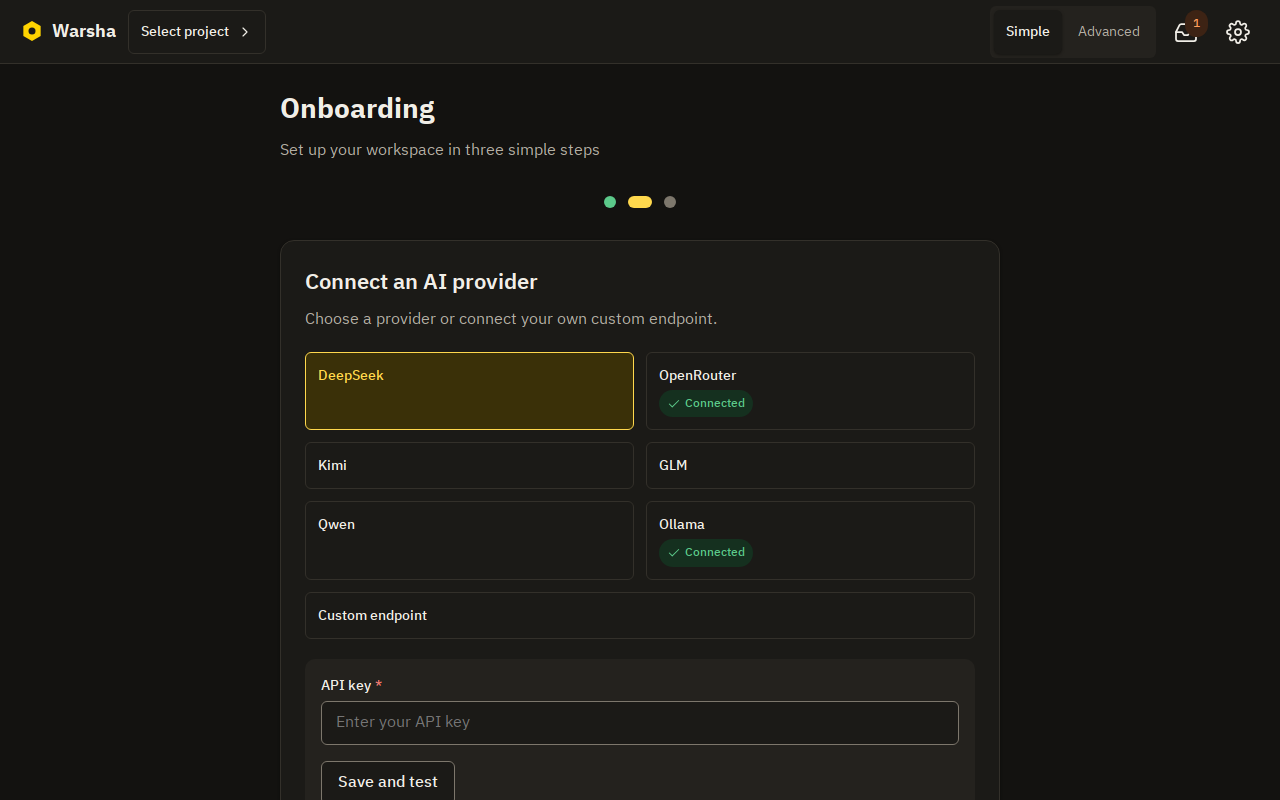 Warsha
Select project
Simple
Advanced
1
Onboarding
Set up your workspace in three simple steps
Connect an AI provider
Choose a provider or connect your own custom endpoint.
DeepSeek
OpenRouter
Connected
Kimi
GLM
Qwen
Ollama
Connected
Custom endpoint
API key *
Enter your API key
Save and test